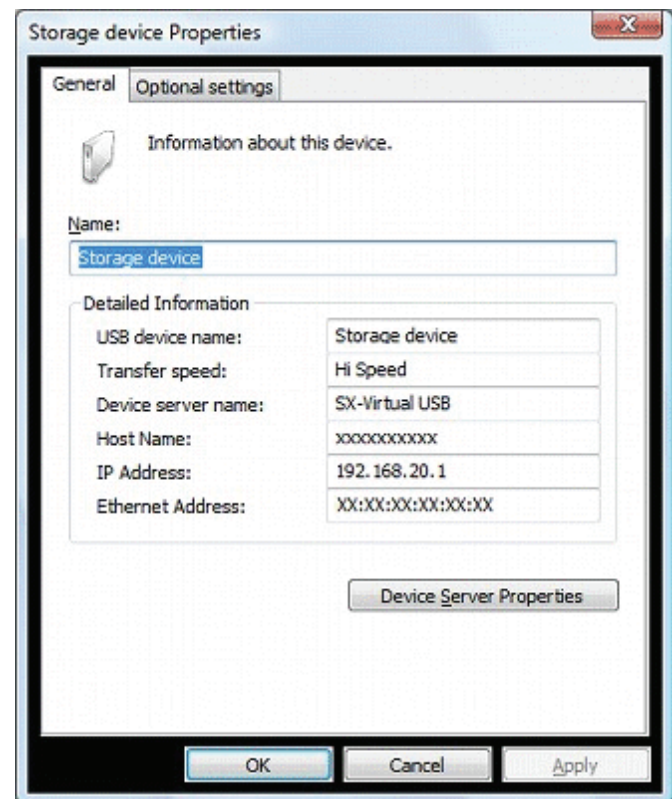 Storage device Properties
X
General Optional settings
Information about this device.
Name:
Storage device
Detailed Information
USB device name: Storage device
Transfer speed: Hi Speed
Device server name: SX-Virtual USB
Host Name: xxxxxxxxxx
IP Address: 192.168.20.1
Ethernet Address: XX:XX:XX:XX:XX:XX
Device Server Properties
OK Cancel Apply